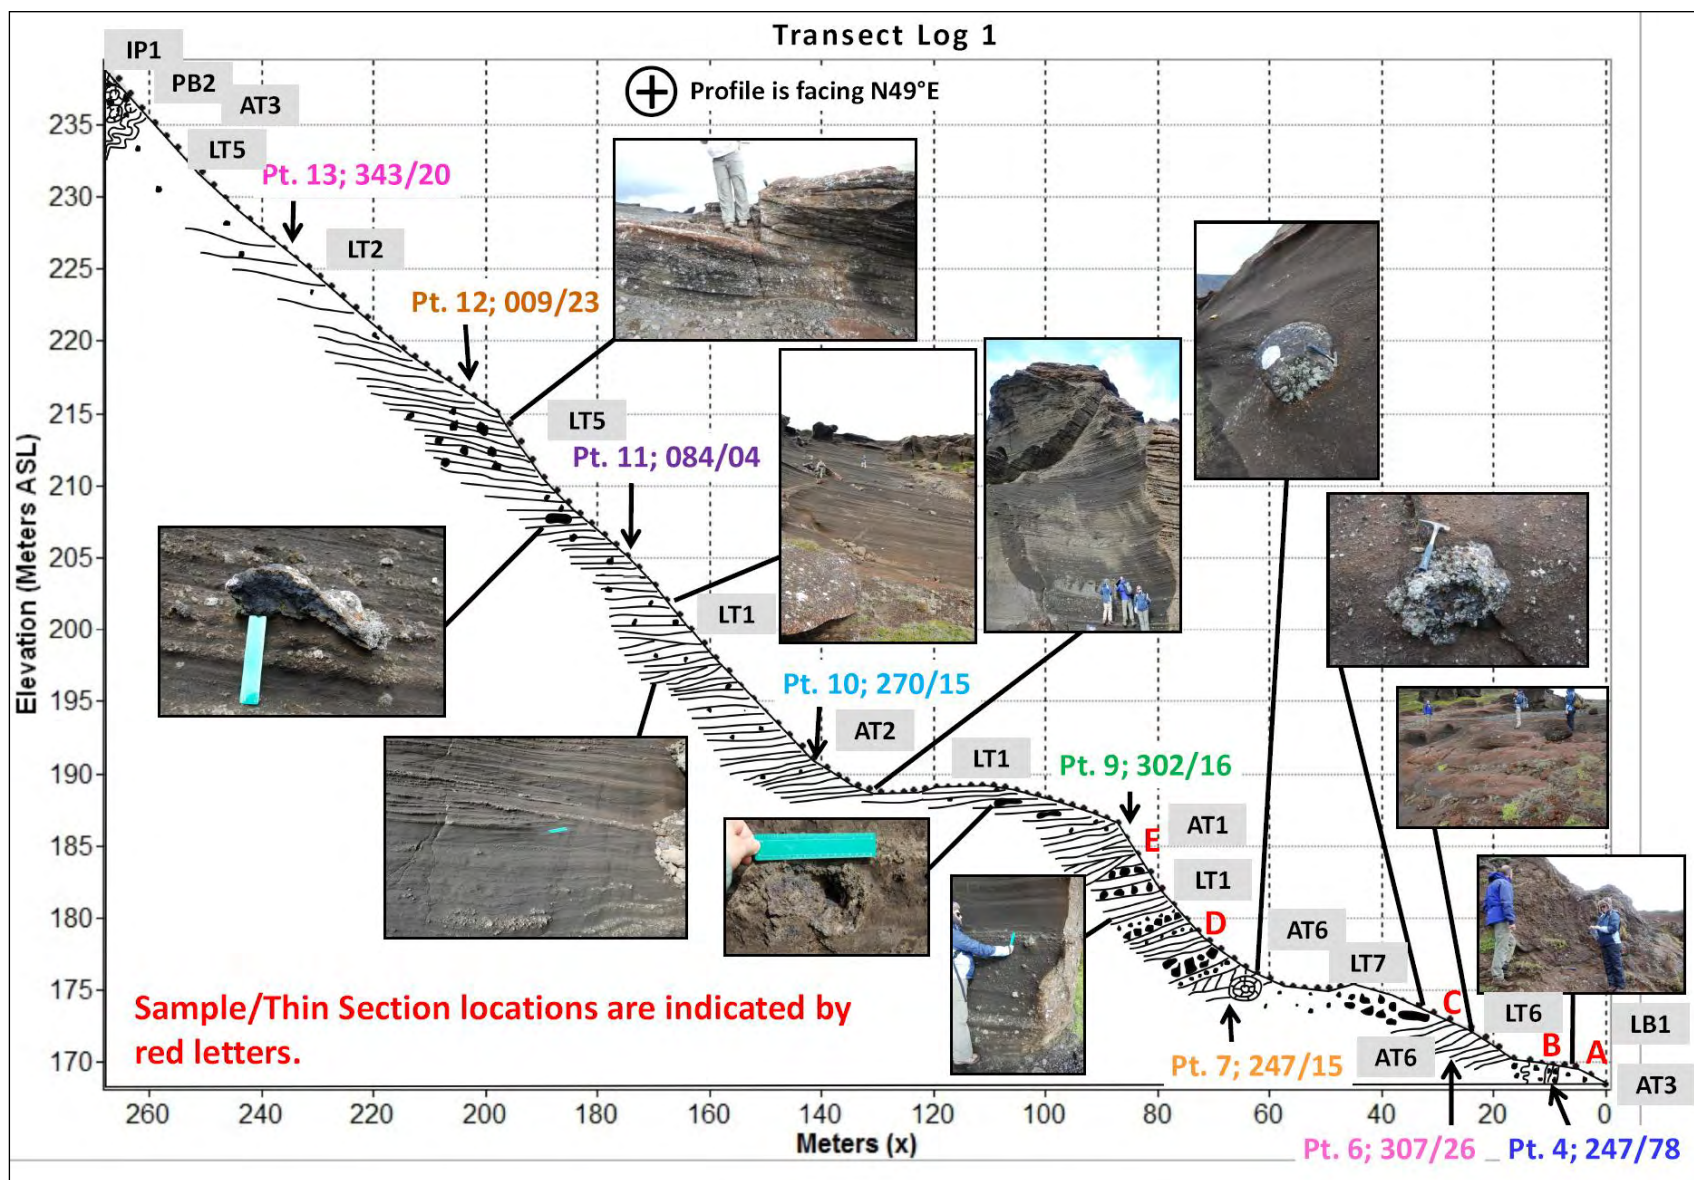 Transect Log 1
IP1
PB2
AT3
LT5
Profile is facing N49°E
Pt. 13; 343/20
LT2
Pt. 12; 009/23
LT5
Pt. 11; 084/04
LT1
Pt. 10; 270/15
AT2
LT1
Pt. 9; 302/16
E
AT1
LT1
D
AT6
LT7
C
LT6
LB1
B
A
AT6
AT3
Pt. 7; 247/15
Pt. 6; 307/26
Pt. 4; 247/78
Sample/Thin Section locations are indicated by
red letters.
Elevation (Meters ASL)
235
230
225
220
215
210
205
200
195
190
185
180
175
170
260 240 220 200 180 160 140 120 100 80 60 40 20 0
Meters (x)